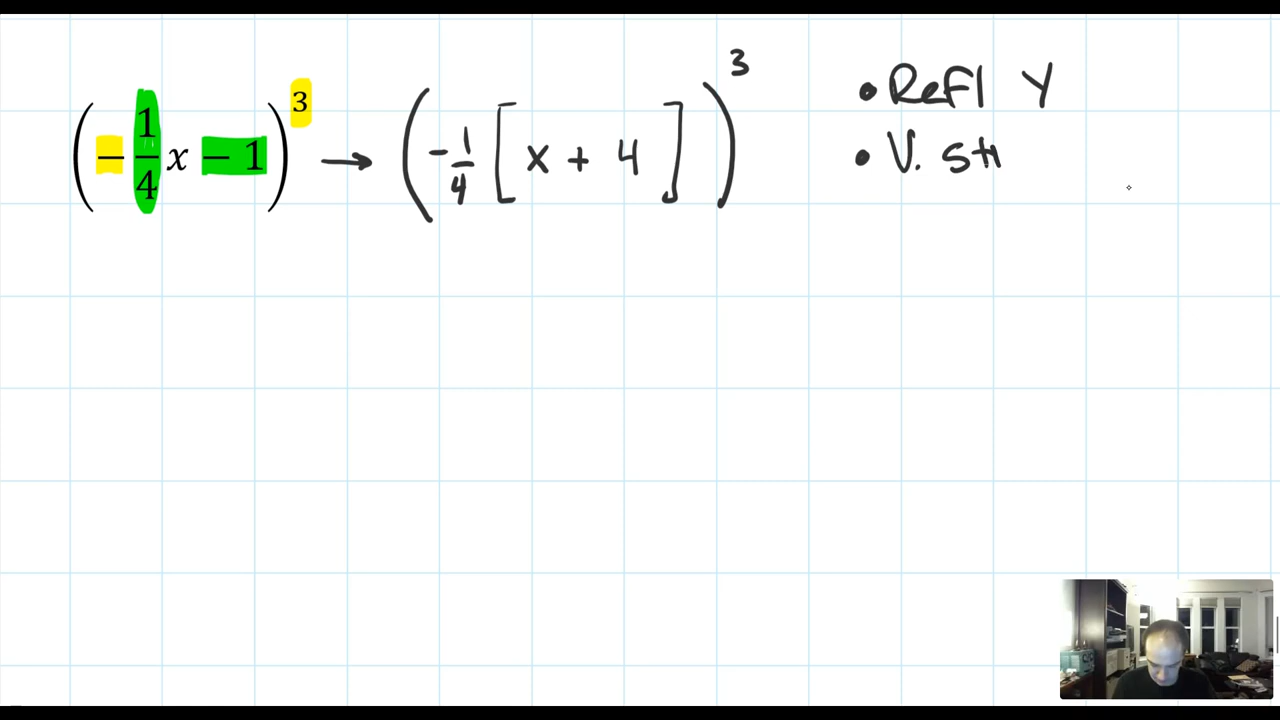 (−1/4x − 1)³ → (−1/4[x + 4])³
• Refl Y
• V. st